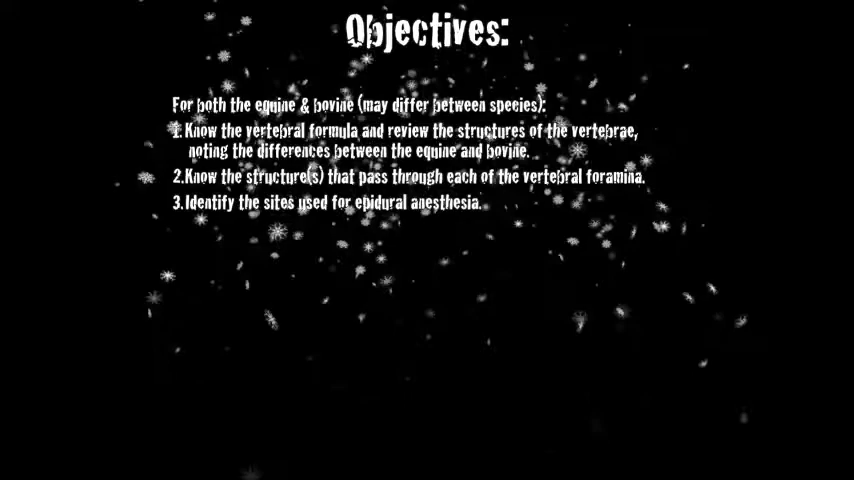 Objectives:
For both the equine & bovine (may differ between species):
1.Know the vertebral formula and review the structures of the vertebrae,
noting the differences between the equine and bovine.
2.Know the structure(s) that pass through each of the vertebral foramina.
3.Identify the sites used for epidural anesthesia.